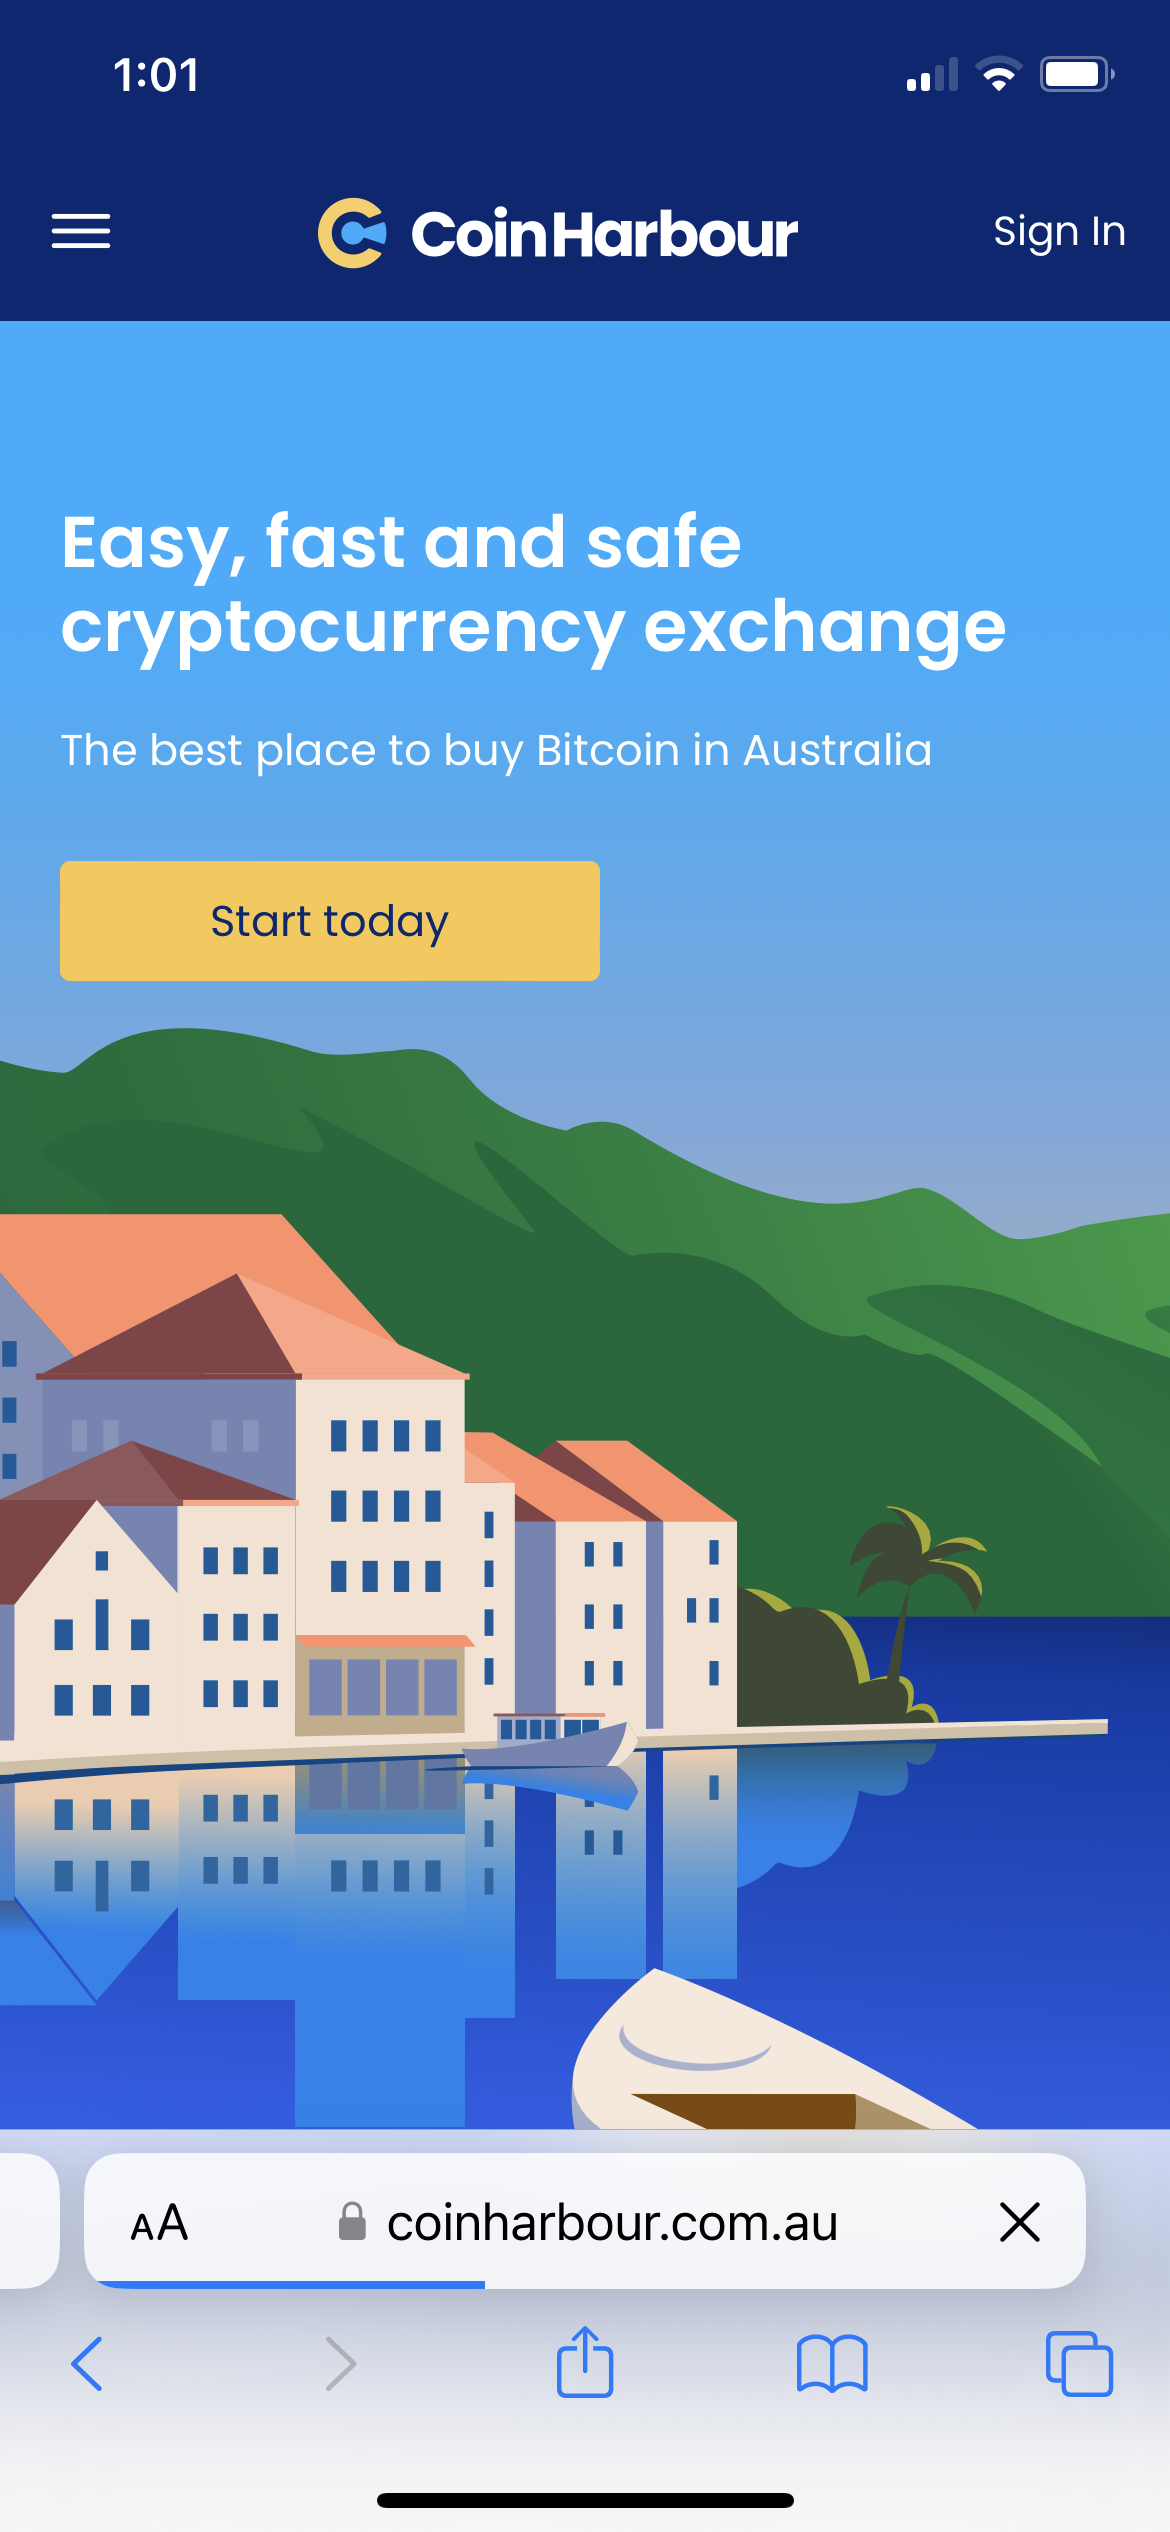 1:01
CoinHarbour
Sign In
Easy, fast and safe
cryptocurrency exchange
The best place to buy Bitcoin in Australia
Start today
AA coinharbour.com.au